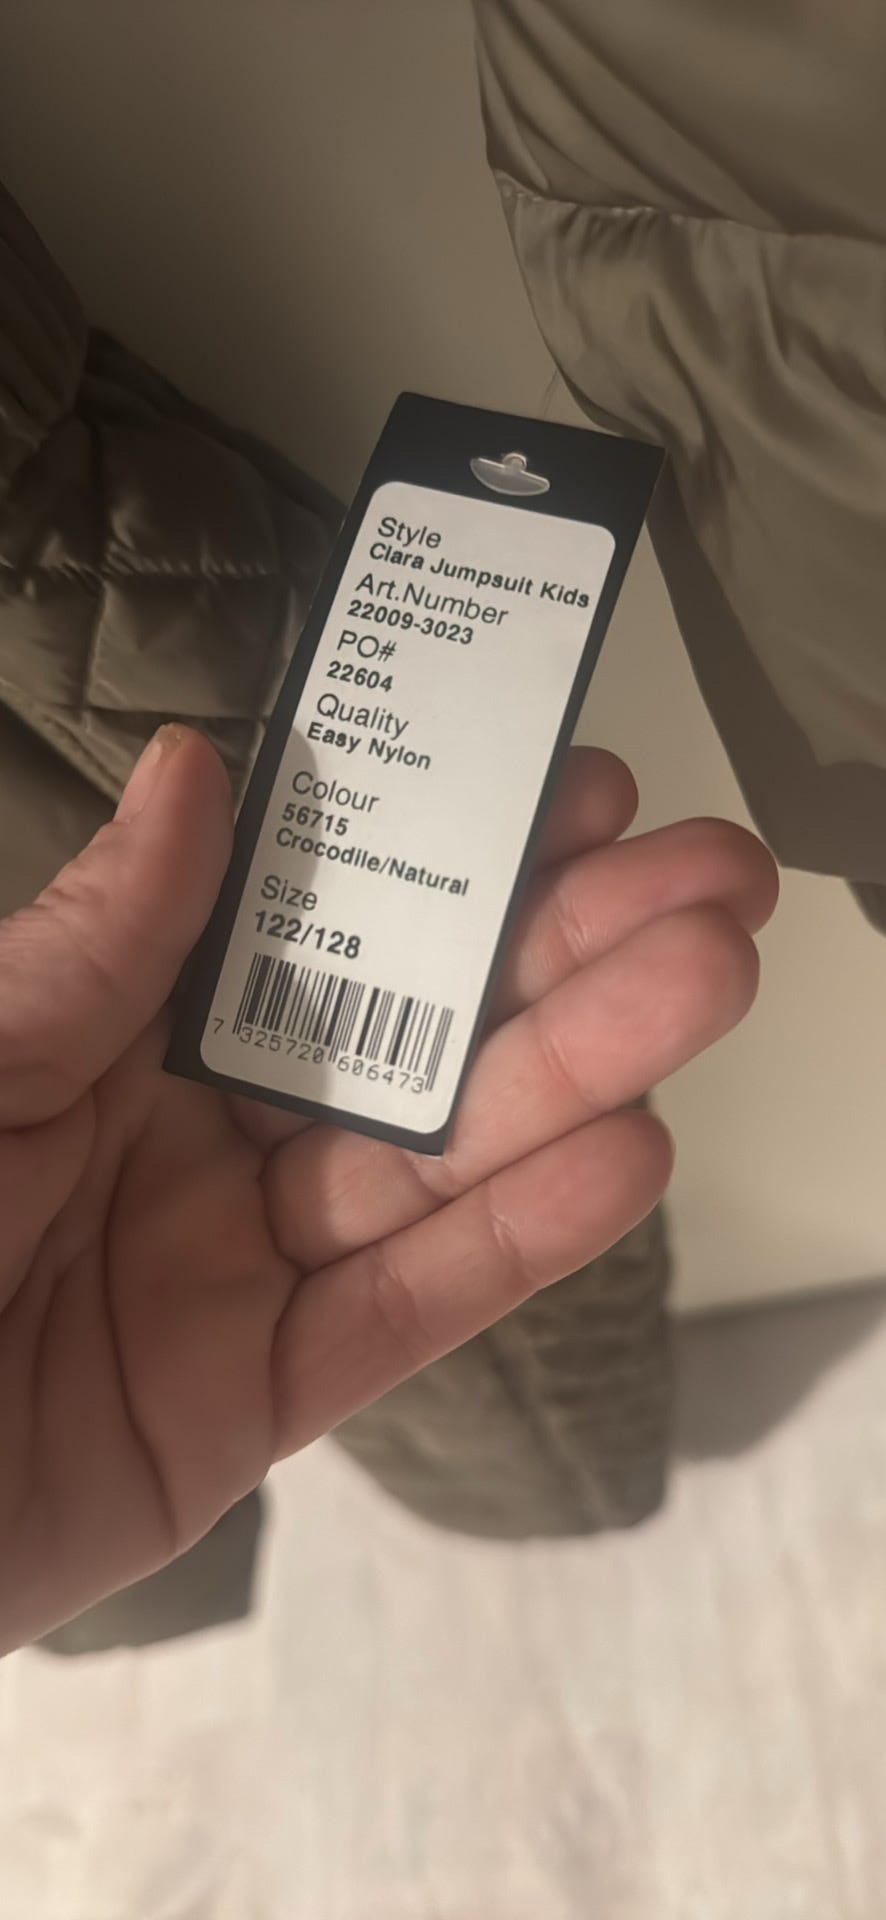 Style
Clara Jumpsuit Kids
Art.Number
22009-3023
PO#
22604
Quality
Easy Nylon
Colour
56715
Crocodile/Natural
Size
122/128
7 325720 606473